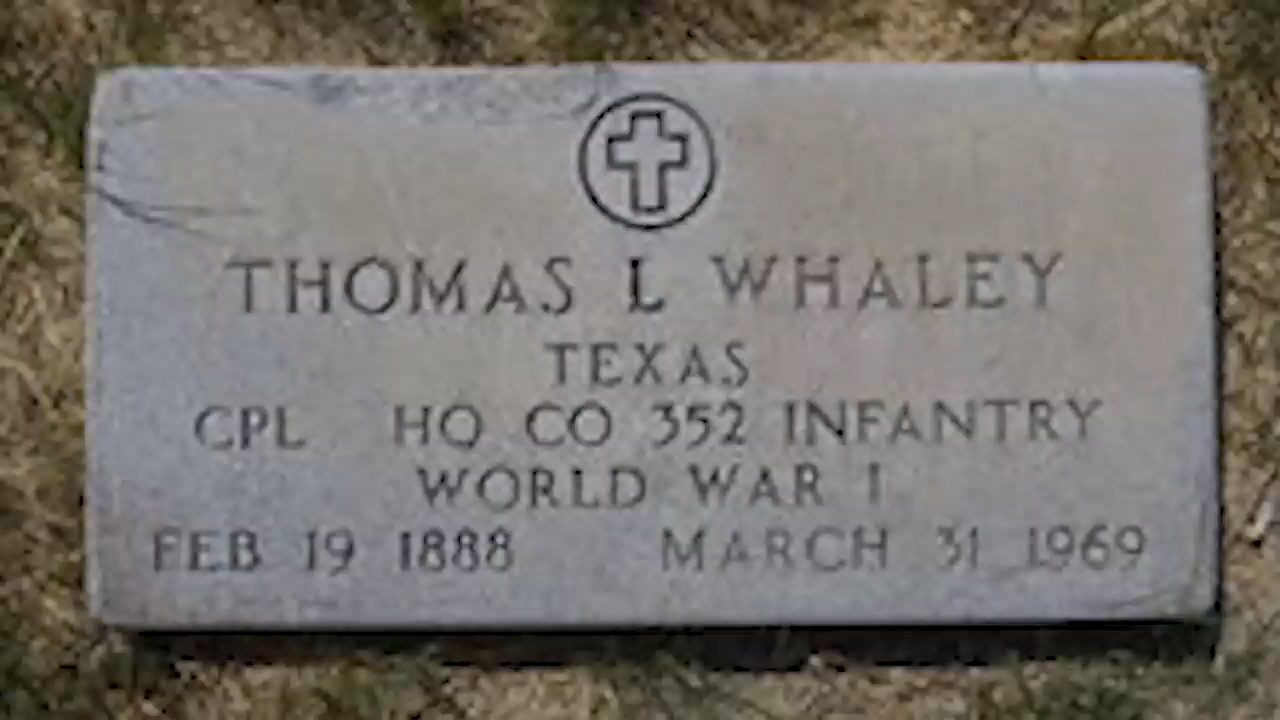 THOMAS L WHALEY
TEXAS
CPL HQ CO 352 INFANTRY
WORLD WAR I
FEB 19 1888 MARCH 31 1969